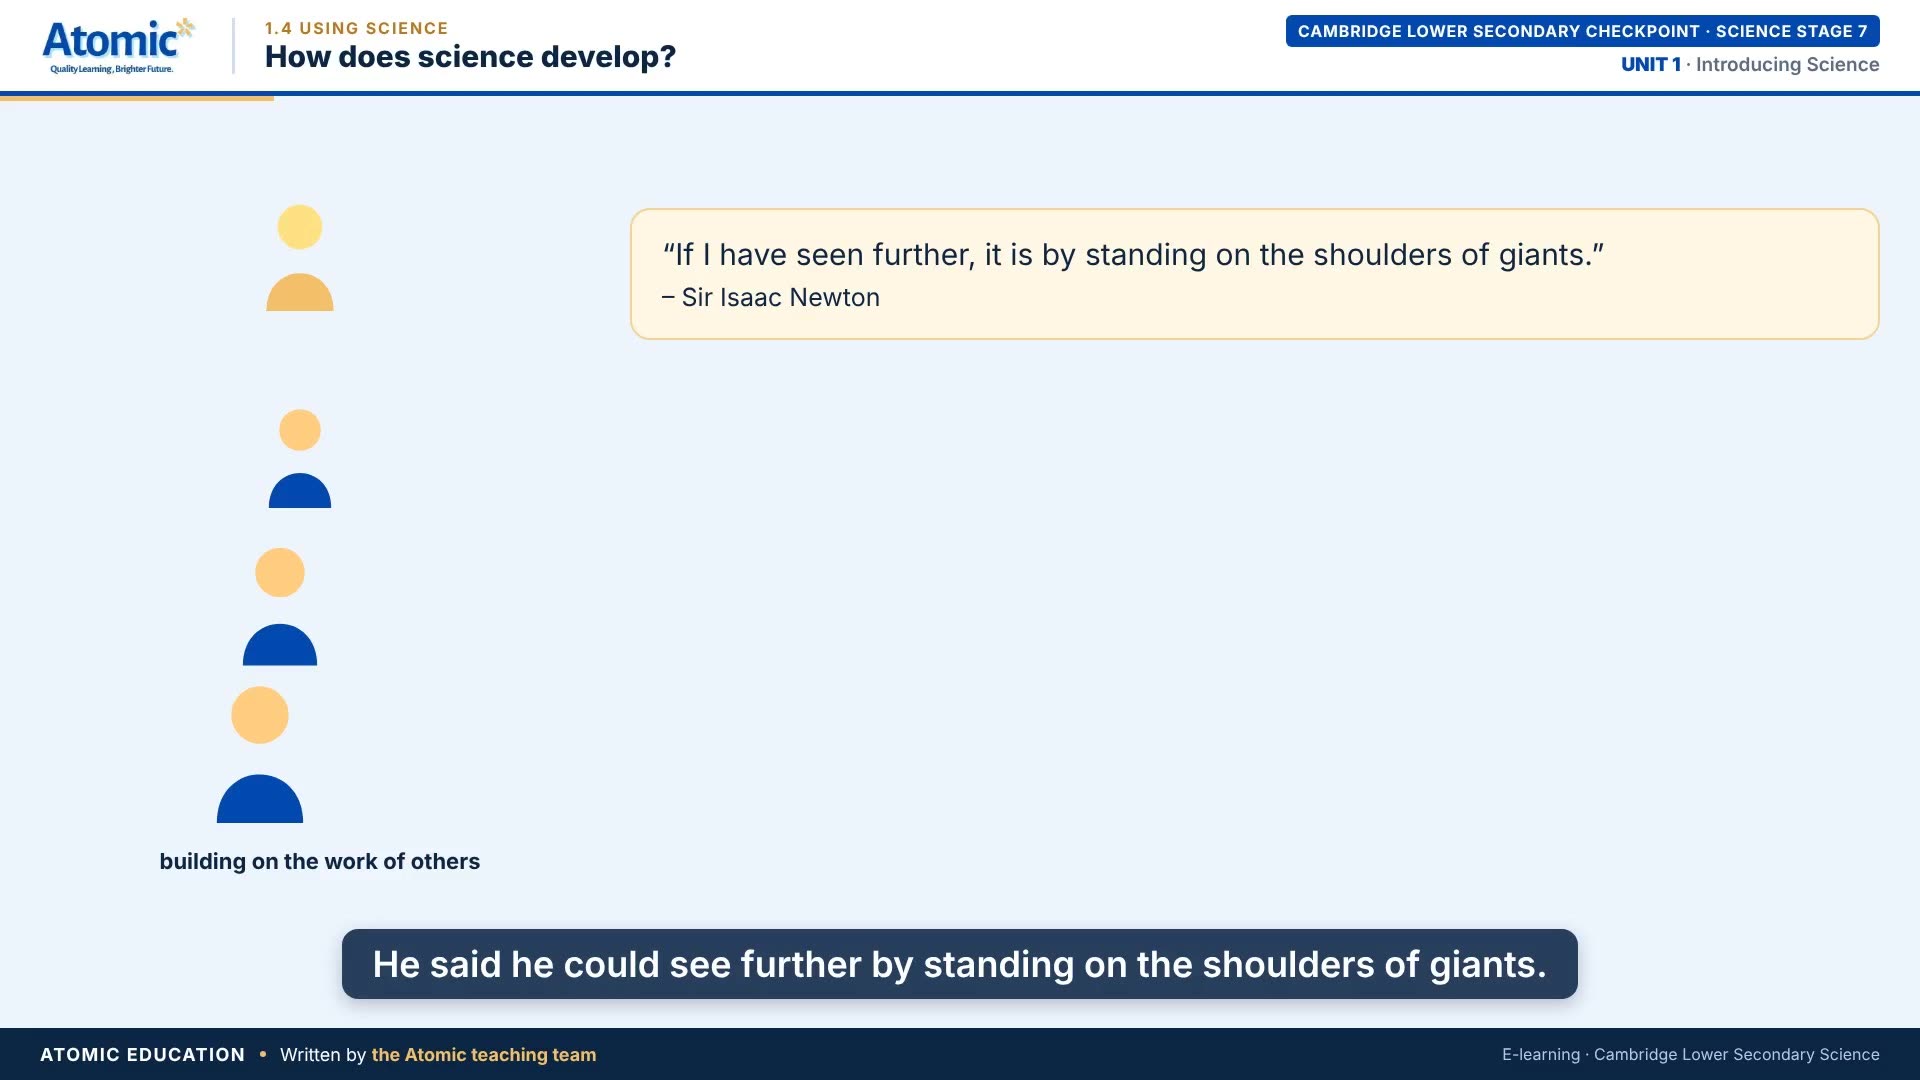 Atomic
Quality Learning, Brighter Future.
1.4 USING SCIENCE
How does science develop?
CAMBRIDGE LOWER SECONDARY CHECKPOINT · SCIENCE STAGE 7
UNIT 1 · Introducing Science
“If I have seen further, it is by standing on the shoulders of giants.”
– Sir Isaac Newton
building on the work of others
He said he could see further by standing on the shoulders of giants.
ATOMIC EDUCATION • Written by the Atomic teaching team
E-learning · Cambridge Lower Secondary Science